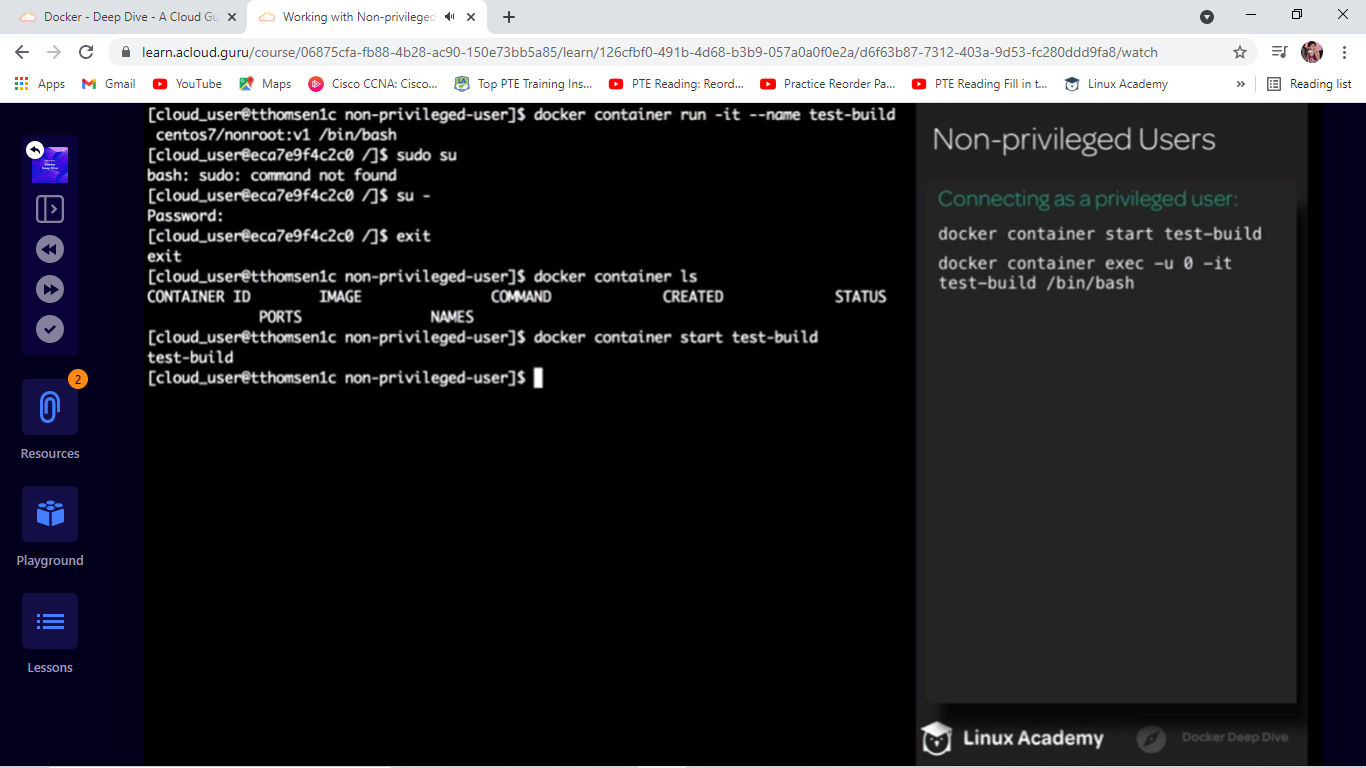 Docker - Deep Dive - A Cloud Gu
Working with Non-privileged
learn.acloud.guru/course/06875cfa-fb88-4b28-ac90-150e73bb5a85/learn/126cfbf0-491b-4d68-b3b9-057a0a0f0e2a/d6f63b87-7312-403a-9d53-fc280ddd9fa8/watch
Apps
Gmail
YouTube
Maps
Cisco CCNA: Cisco...
Top PTE Training Ins...
PTE Reading: Reord...
Practice Reorder Pa...
PTE Reading Fill in t...
Linux Academy
»
Reading list
Docker
Deep Dive
2
Resources
Playground
Lessons
[cloud_user@tthomsen1c non-privileged-user]$ docker container run -it --name test-build
centos7/nonroot:v1 /bin/bash
[cloud_user@eca7e9f4c2c0 /]$ sudo su
bash: sudo: command not found
[cloud_user@eca7e9f4c2c0 /]$ su -
Password:
[cloud_user@eca7e9f4c2c0 /]$ exit
exit
[cloud_user@tthomsen1c non-privileged-user]$ docker container ls
CONTAINER ID IMAGE COMMAND CREATED STATUS
PORTS NAMES
[cloud_user@tthomsen1c non-privileged-user]$ docker container start test-build
test-build
[cloud_user@tthomsen1c non-privileged-user]$
Non-privileged Users
Connecting as a privileged user:
docker container start test-build
docker container exec -u 0 -it
test-build /bin/bash
Linux Academy
Docker Deep Dive